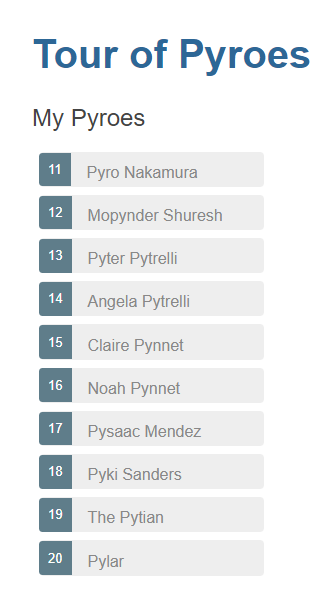 Tour of Pyroes
My Pyroes
11 Pyro Nakamura
12 Mopynder Shuresh
13 Pyter Pytrelli
14 Angela Pytrelli
15 Claire Pynnet
16 Noah Pynnet
17 Pysaac Mendez
18 Pyki Sanders
19 The Pytian
20 Pylar